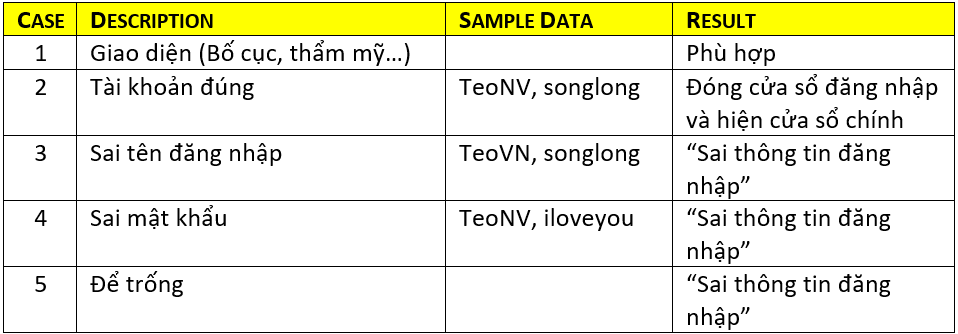 CASE DESCRIPTION SAMPLE DATA RESULT
1 Giao diện (Bố cục, thẩm mỹ…) Phù hợp
2 Tài khoản đúng TeoNV, songlong Đóng cửa sổ đăng nhập
và hiện cửa sổ chính
3 Sai tên đăng nhập TeoVN, songlong “Sai thông tin đăng
nhập”
4 Sai mật khẩu TeoNV, iloveyou “Sai thông tin đăng
nhập”
5 Để trống “Sai thông tin đăng
nhập”